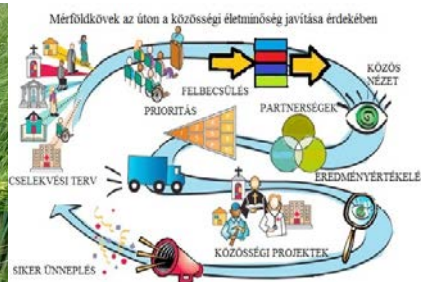 Mérföldkövek az úton a közösségi életminőség javítása érdekében
KÖZÖS
NÉZET
FELBECSÜLÉS
PRIORITÁS
PARTNERSÉGEK
CSELEKVÉSI TERV
EREDMÉNYÉRTÉKELÉ
KÖZÖSSÉGI PROJEKTEK
SIKER ÜNNEPLÉS